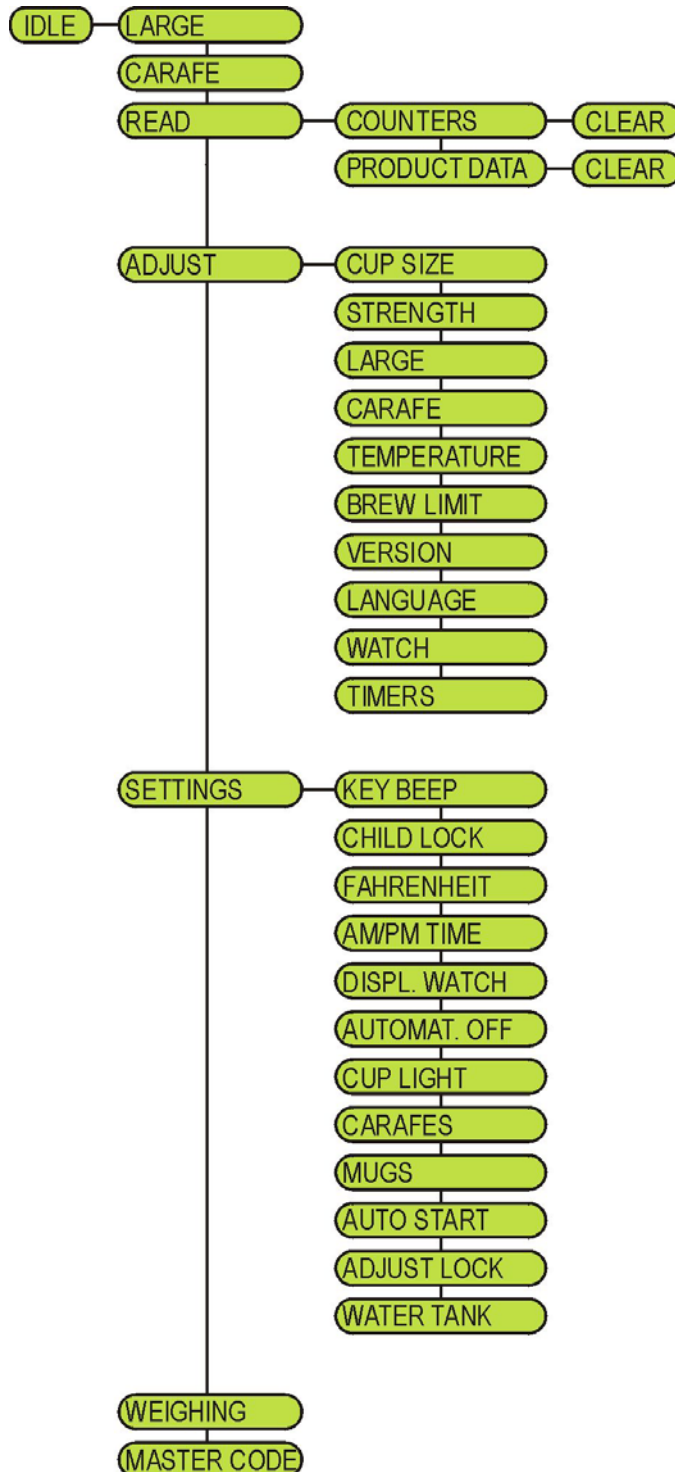 IDLE LARGE
CARAFE
READ COUNTERS CLEAR
PRODUCT DATA CLEAR
ADJUST CUP SIZE
STRENGTH
LARGE
CARAFE
TEMPERATURE
BREW LIMIT
VERSION
LANGUAGE
WATCH
TIMERS
SETTINGS KEY BEEP
CHILD LOCK
FAHRENHEIT
AM/PM TIME
DISPL. WATCH
AUTOMAT. OFF
CUP LIGHT
CARAFES
MUGS
AUTO START
ADJUST LOCK
WATER TANK
WEIGHING
MASTER CODE